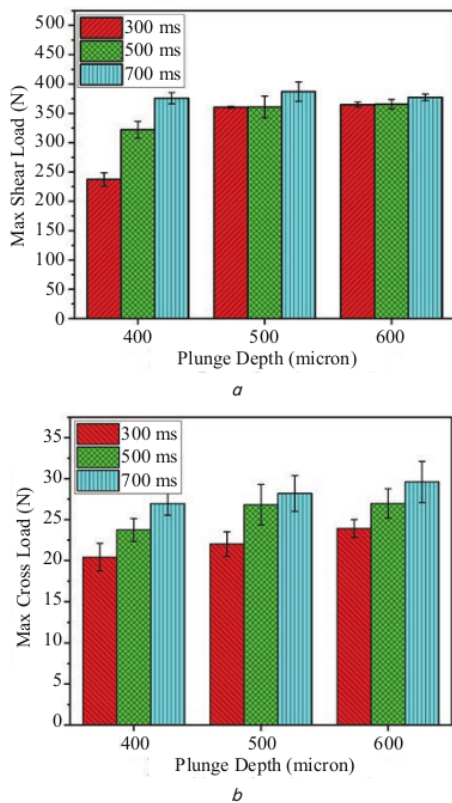 500
450
400
350
300
250
200
150
100
50
0
Max Shear Load (N)
300 ms
500 ms
700 ms
400
500
600
Plunge Depth (micron)
a
35
30
25
20
15
10
5
0
Max Cross Load (N)
300 ms
500 ms
700 ms
400
500
600
Plunge Depth (micron)
b